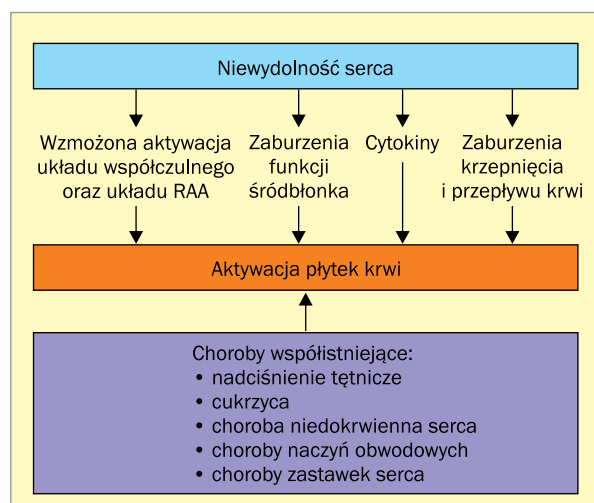 Niewydolność serca
Wzmożona aktywacja
układu współczulnego
oraz układu RAA
Zaburzenia
funkcji
śródbłonka
Cytokiny
Zaburzenia
krzepnięcia
i przepływu krwi
Aktywacja płytek krwi
Choroby współistniejące:
• nadciśnienie tętnicze
• cukrzyca
• choroba niedokrwienna serca
• choroby naczyń obwodowych
• choroby zastawek serca